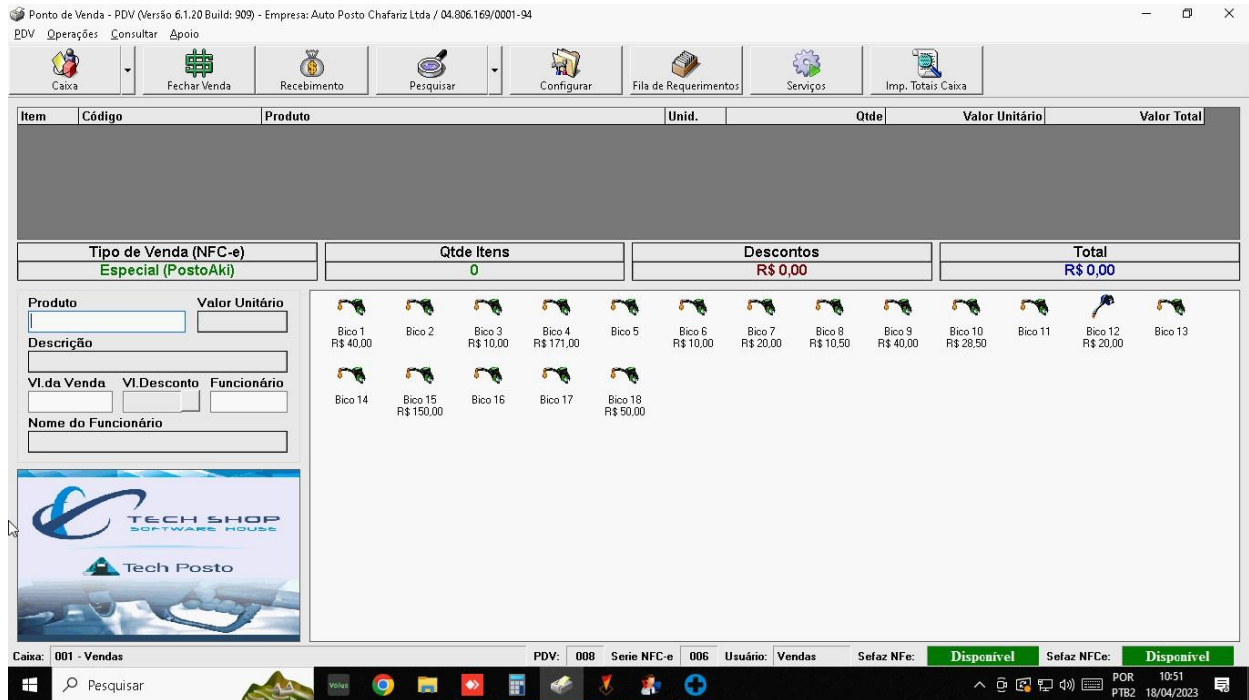 Ponto de Venda - PDV (Versão 6.1.20 Build: 909) - Empresa: Auto Posto Chafariz Ltda / 04.806.169/0001-94
PDV Operações Consultar Apoio
Caixa Fechar Venda Recebimento Pesquisar Configurar Fila de Requerimentos Serviços Imp. Totais Caixa
Item Código Produto Unid. Qtde Valor Unitário Valor Total
Tipo de Venda (NFC-e) Qtde Itens Descontos Total
Especial (PostoAki) 0 R$ 0,00 R$ 0,00
Produto Valor Unitário
Descrição
Vl.da Venda Vl.Desconto Funcionário
Nome do Funcionário
Bico 1 Bico 2 Bico 3 Bico 4 Bico 5 Bico 6 Bico 7 Bico 8 Bico 9 Bico 10 Bico 11 Bico 12 Bico 13
R$ 40,00 R$ 10,00 R$ 171,00 R$ 10,00 R$ 20,00 R$ 10,50 R$ 40,00 R$ 28,50 R$ 20,00
Bico 14 Bico 15 Bico 16 Bico 17 Bico 18
R$ 150,00 R$ 50,00
TECH SHOP
SOFTWARE HOUSE
Tech Posto
Caixa: 001 - Vendas PDV: 008 Serie NFC-e 006 Usuário: Vendas Sefaz NFe: Disponível Sefaz NFCe: Disponível
Pesquisar Volus POR 10:51
PTB2 18/04/2023